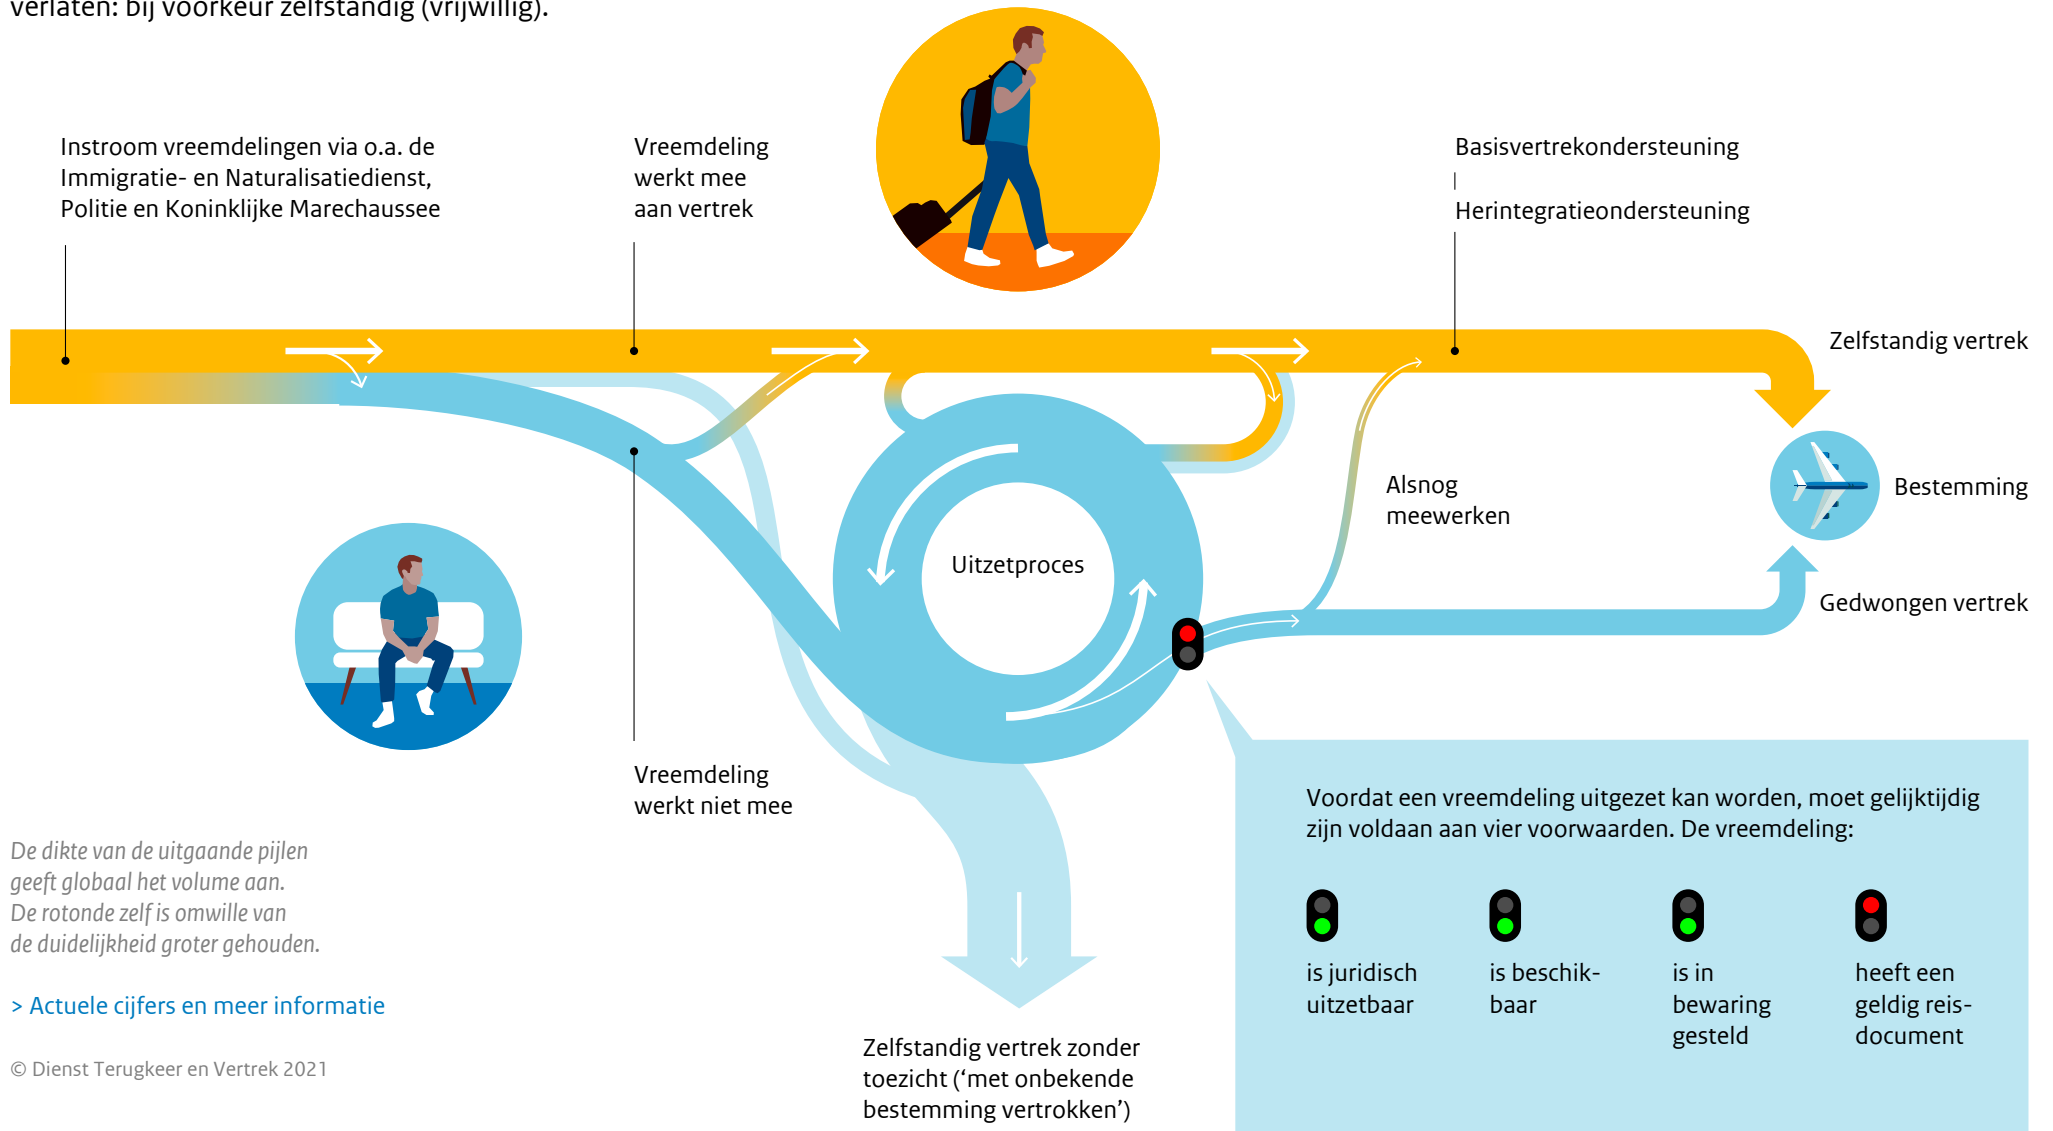 verlaten: bij voorkeur zelfstandig (vrijwillig).
Instroom vreemdelingen via o.a. de
Immigratie- en Naturalisatiedienst,
Politie en Koninklijke Marechaussee
Vreemdeling
werkt mee
aan vertrek
Basisvertrekondersteuning
Herintegratieondersteuning
Zelfstandig vertrek
Alsnog
meewerken
Bestemming
Uitzetproces
Gedwongen vertrek
Vreemdeling
werkt niet mee
Voordat een vreemdeling uitgezet kan worden, moet gelijktijdig
zijn voldaan aan vier voorwaarden. De vreemdeling:
is juridisch
uitzetbaar
is beschik-
baar
is in
bewaring
gesteld
heeft een
geldig reis-
document
De dikte van de uitgaande pijlen
geeft globaal het volume aan.
De rotonde zelf is omwille van
de duidelijkheid groter gehouden.
> Actuele cijfers en meer informatie
© Dienst Terugkeer en Vertrek 2021
Zelfstandig vertrek zonder
toezicht (‘met onbekende
bestemming vertrokken’)